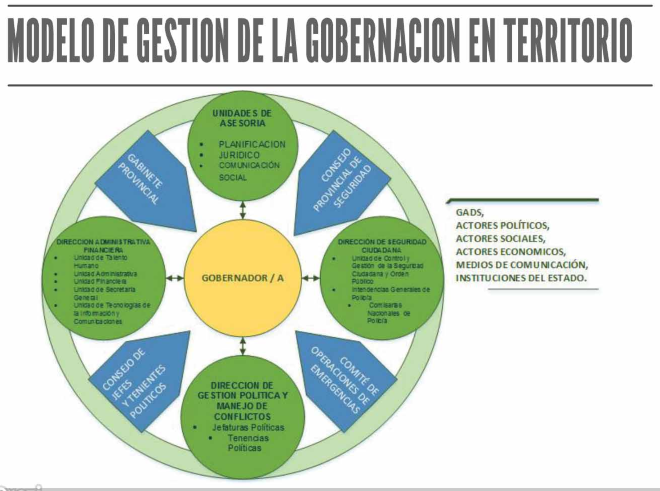 MODELO DE GESTION DE LA GOBERNACION EN TERRITORIO
UNIDADES DE
ASESORIA
• PLANIFICACION
• JURIDICO
• COMUNICACIÓN
SOCIAL
GABINETE
PROVINCIAL
CONSEJO
PROVINCIAL DE
SEGURIDAD
DIRECCION ADMINISTRATIVA
FINANCIERA
• Unidad de Talento
Humano
• Unidad Administrativa
• Unidad Financiera
• Unidad de Secretaría
General
• Unidad de Tecnologías de
la Información y
Comunicaciones
GOBERNADOR / A
DIRECCIÓN DE SEGURIDAD
CIUDADANA
• Unidad de Control y
Gestión de la Seguridad
Ciudadana y Orden
Público
• Intendencias Generales de
Policía
• Comisarías
Nacionales de
Policía
GADS,
ACTORES POLÍTICOS,
ACTORES SOCIALES,
ACTORES ECONOMICOS,
MEDIOS DE COMUNICACIÓN,
INSTITUCIONES DEL ESTADO.
CONSEJO DE
JEFES
Y TENIENTES
POLITICOS
COMITÉ DE
OPERACIONES DE
EMERGENCIAS
DIRECCION DE
GESTION POLITICA Y
MANEJO DE
CONFLICTOS
• Jefaturas Políticas
• Tenencias
Políticas